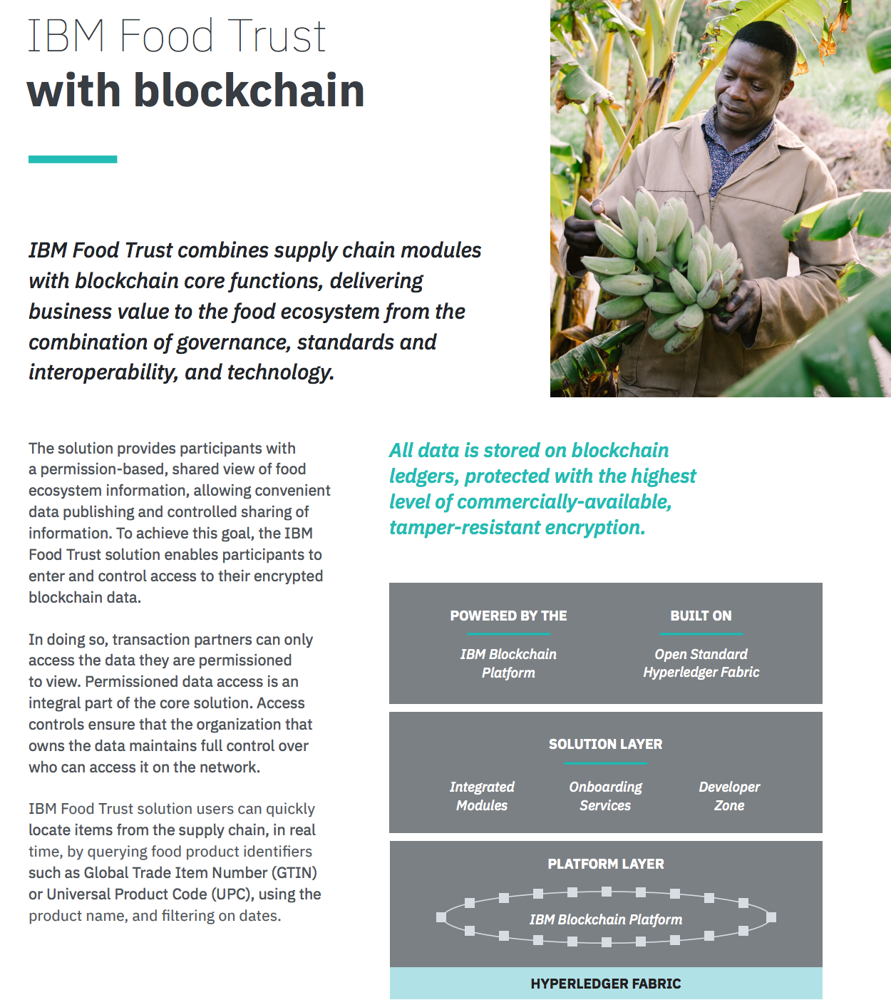 IBM Food Trust
with blockchain
IBM Food Trust combines supply chain modules
with blockchain core functions, delivering
business value to the food ecosystem from the
combination of governance, standards and
interoperability, and technology.
The solution provides participants with
a permission-based, shared view of food
ecosystem information, allowing convenient
data publishing and controlled sharing of
information. To achieve this goal, the IBM
Food Trust solution enables participants to
enter and control access to their encrypted
blockchain data.
In doing so, transaction partners can only
access the data they are permissioned
to view. Permissioned data access is an
integral part of the core solution. Access
controls ensure that the organization that
owns the data maintains full control over
who can access it on the network.
IBM Food Trust solution users can quickly
locate items from the supply chain, in real
time, by querying food product identifiers
such as Global Trade Item Number (GTIN)
or Universal Product Code (UPC), using the
product name, and filtering on dates.
All data is stored on blockchain
ledgers, protected with the highest
level of commercially-available,
tamper-resistant encryption.
POWERED BY THE
IBM Blockchain
Platform
BUILT ON
Open Standard
Hyperledger Fabric
SOLUTION LAYER
Integrated
Modules
Onboarding
Services
Developer
Zone
PLATFORM LAYER
IBM Blockchain Platform
HYPERLEDGER FABRIC